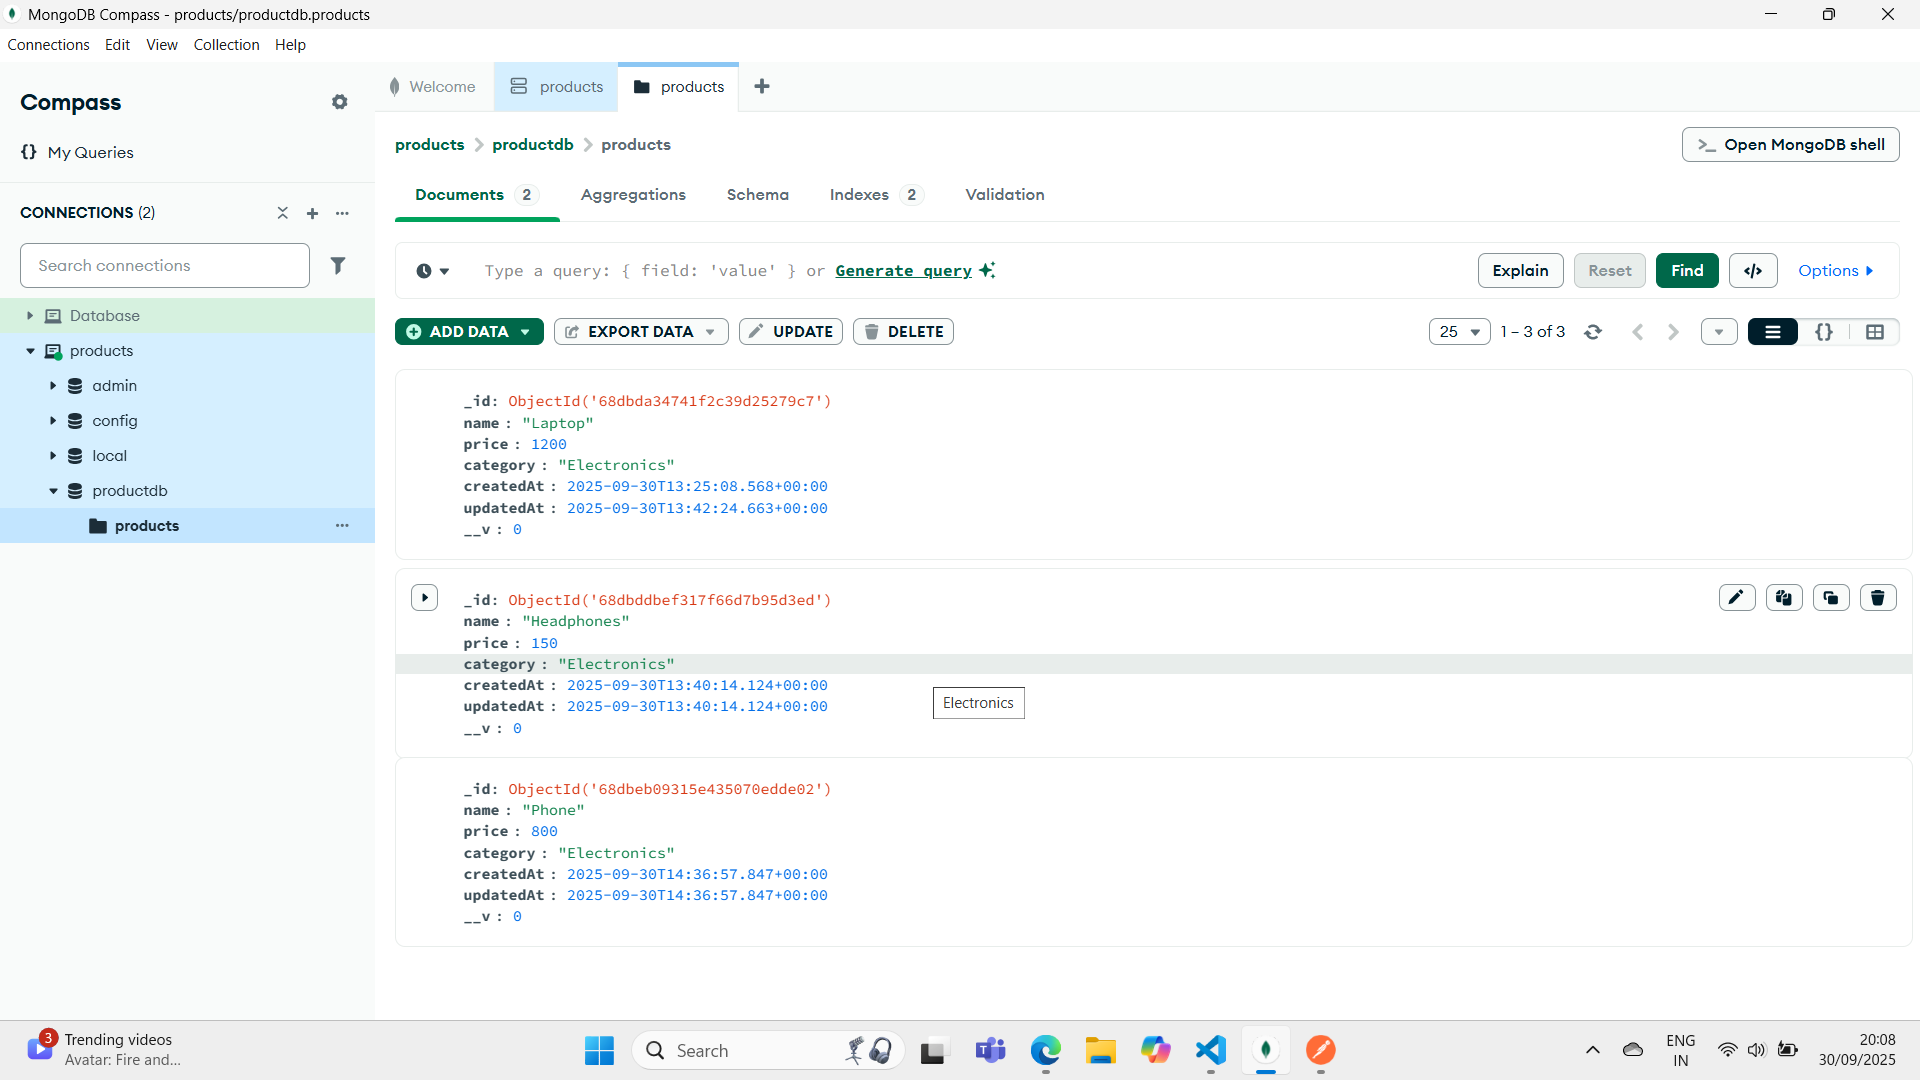 MongoDB Compass - products/productdb.products
Connections Edit View Collection Help
Compass
{} My Queries
CONNECTIONS (2)
Search connections
Database
products
admin
config
local
productdb
products
Welcome
products
products
products > productdb > products
>_ Open MongoDB shell
Documents 2 Aggregations Schema Indexes 2 Validation
Type a query: { field: 'value' } or Generate query
Explain Reset Find </> Options
ADD DATA EXPORT DATA UPDATE DELETE
25 1 – 3 of 3 {}
_id: ObjectId('68dbda34741f2c39d25279c7')
name : "Laptop"
price : 1200
category : "Electronics"
createdAt : 2025-09-30T13:25:08.568+00:00
updatedAt : 2025-09-30T13:42:24.663+00:00
__v : 0
_id: ObjectId('68dbddbef317f66d7b95d3ed')
name : "Headphones"
price : 150
category : "Electronics"
createdAt : 2025-09-30T13:40:14.124+00:00
updatedAt : 2025-09-30T13:40:14.124+00:00
__v : 0
Electronics
_id: ObjectId('68dbeb09315e435070edde02')
name : "Phone"
price : 800
category : "Electronics"
createdAt : 2025-09-30T14:36:57.847+00:00
updatedAt : 2025-09-30T14:36:57.847+00:00
__v : 0
3
Trending videos
Avatar: Fire and...
Search
ENG
IN
20:08
30/09/2025